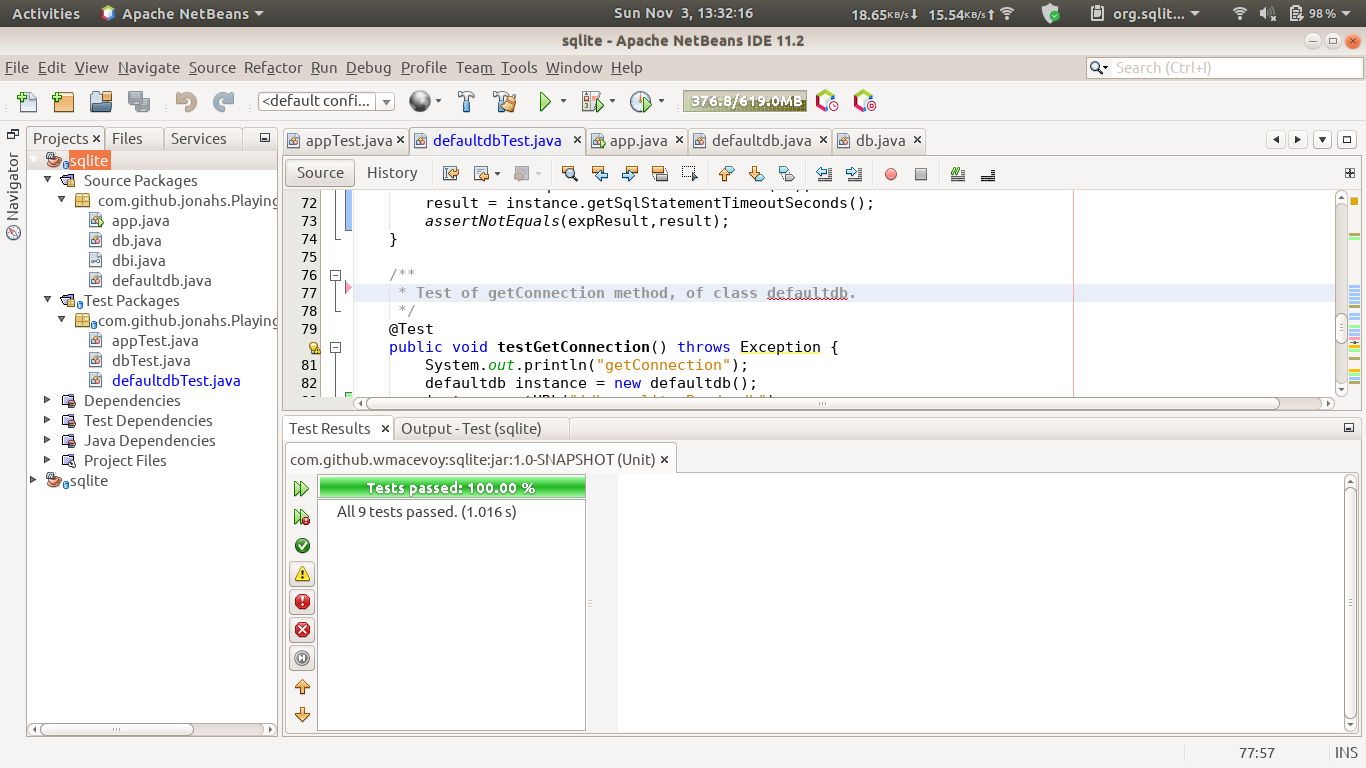 Activities Apache NetBeans Sun Nov 3, 13:32:16 18.65KB/s↓ 15.54KB/s↑ org.sqlit... 98%
sqlite - Apache NetBeans IDE 11.2
File Edit View Navigate Source Refactor Run Debug Profile Team Tools Window Help Search (Ctrl+I)
<default confi... 376.8/619.0MB
Navigator
Projects Files Services
sqlite
Source Packages
com.github.jonahs.Playing
app.java
db.java
dbi.java
defaultdb.java
Test Packages
com.github.jonahs.Playing
appTest.java
dbTest.java
defaultdbTest.java
Dependencies
Test Dependencies
Java Dependencies
Project Files
sqlite
appTest.java defaultdbTest.java app.java defaultdb.java db.java
Source History
72 result = instance.getSqlStatementTimeoutSeconds();
73 assertNotEquals(expResult,result);
74 }
75
76 /**
77 * Test of getConnection method, of class defaultdb.
78 */
79 @Test
public void testGetConnection() throws Exception {
81 System.out.println("getConnection");
82 defaultdb instance = new defaultdb();
Test Results Output - Test (sqlite)
com.github.wmacevoy:sqlite:jar:1.0-SNAPSHOT (Unit)
Tests passed: 100.00 %
All 9 tests passed. (1.016 s)
77:57 INS